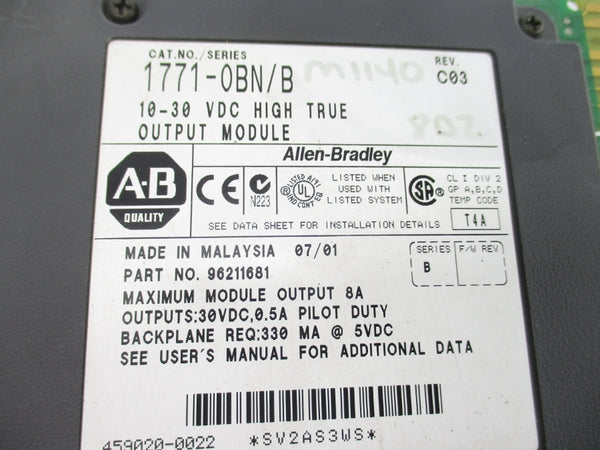 CAT.NO./SERIES
1771-OBN/B
M1140
REV.
C03
10-30 VDC HIGH TRUE
OUTPUT MODULE
802
Allen-Bradley
A-B
QUALITY
CE
N223
LISTED A191
UL
IND CONT EQ
LISTED WHEN
USED WITH
LISTED SYSTEM
SA
CL I DIV 2
GP A,B,C,D
TEMP CODE
T4A
SEE DATA SHEET FOR INSTALLATION DETAILS
MADE IN MALAYSIA 07/01
SERIES F/W REV
B
PART NO. 96211681
MAXIMUM MODULE OUTPUT 8A
OUTPUTS:30VDC,0.5A PILOT DUTY
BACKPLANE REQ:330 MA @ 5VDC
SEE USER'S MANUAL FOR ADDITIONAL DATA
459020-0022
*SV2AS3WS*